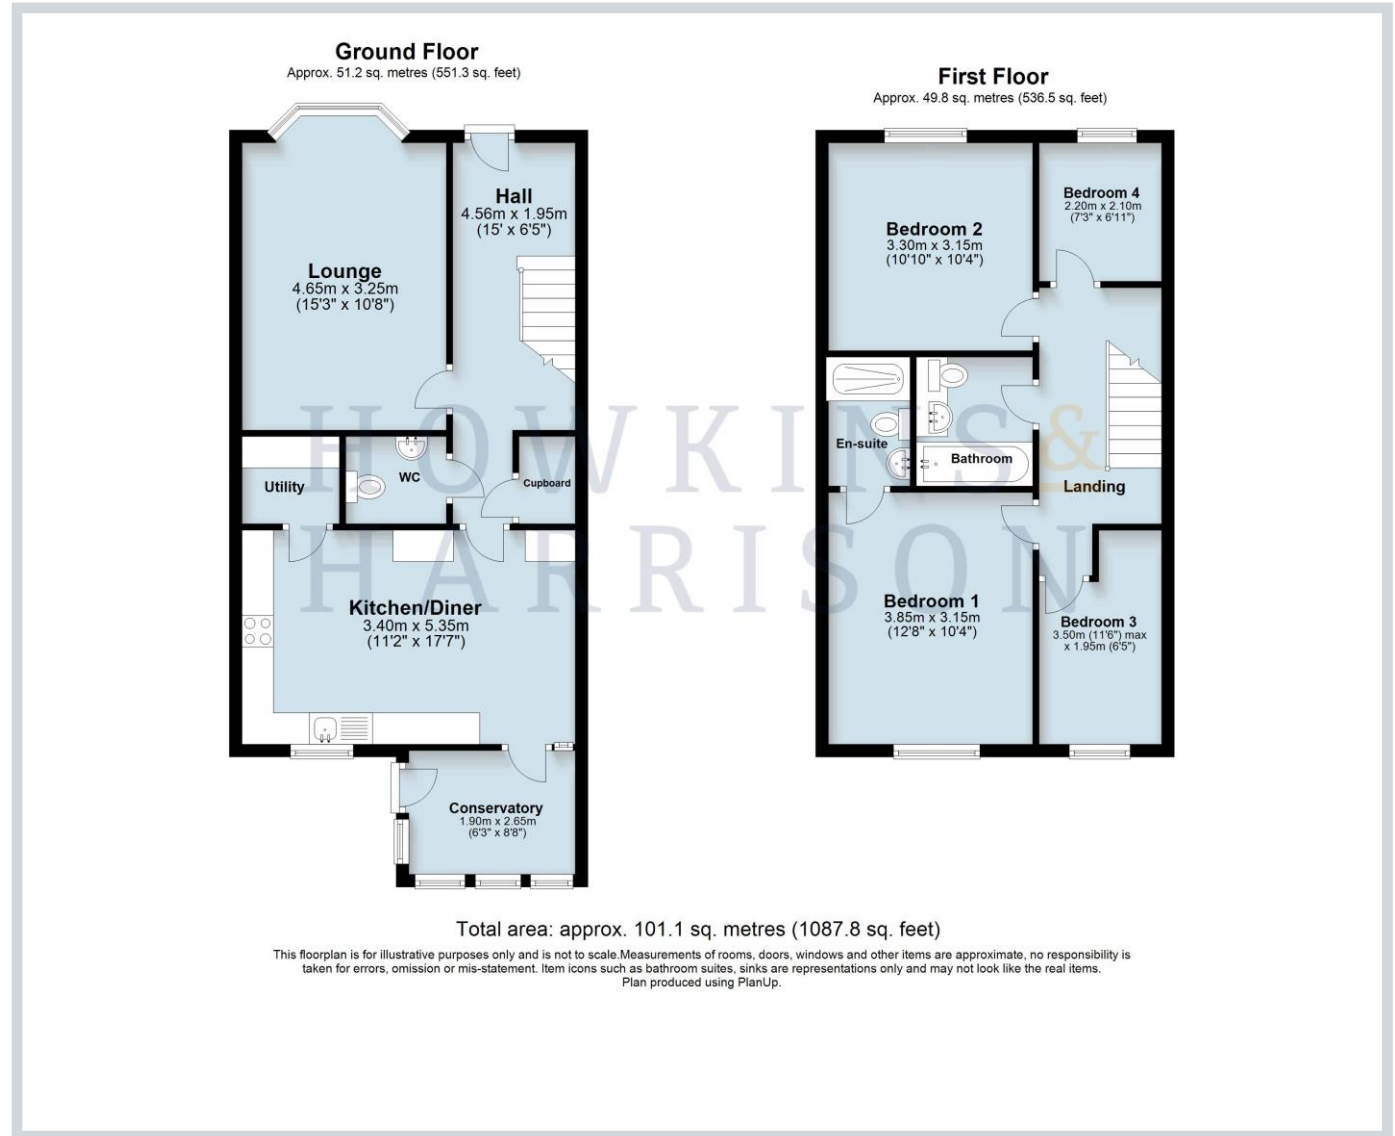 Ground Floor
Approx. 51.2 sq. metres (551.3 sq. feet)
Hall
4.56m x 1.95m
(15' x 6'5")
Lounge
4.65m x 3.25m
(15'3" x 10'8")
Utility
WC
Cupboard
Kitchen/Diner
3.40m x 5.35m
(11'2" x 17'7")
Conservatory
1.90m x 2.65m
(6'3" x 8'8")
First Floor
Approx. 49.8 sq. metres (536.5 sq. feet)
Bedroom 4
2.20m x 2.10m
(7'3" x 6'11")
Bedroom 2
3.30m x 3.15m
(10'10" x 10'4")
En-suite
Bathroom
Landing
Bedroom 1
3.85m x 3.15m
(12'8" x 10'4")
Bedroom 3
3.50m (11'6") max
x 1.95m (6'5")
HOWKINS &
HARRISON
Total area: approx. 101.1 sq. metres (1087.8 sq. feet)
This floorplan is for illustrative purposes only and is not to scale.Measurements of rooms, doors, windows and other items are approximate, no responsibility is
taken for errors, omission or mis-statement. Item icons such as bathroom suites, sinks are representations only and may not look like the real items.
Plan produced using PlanUp.